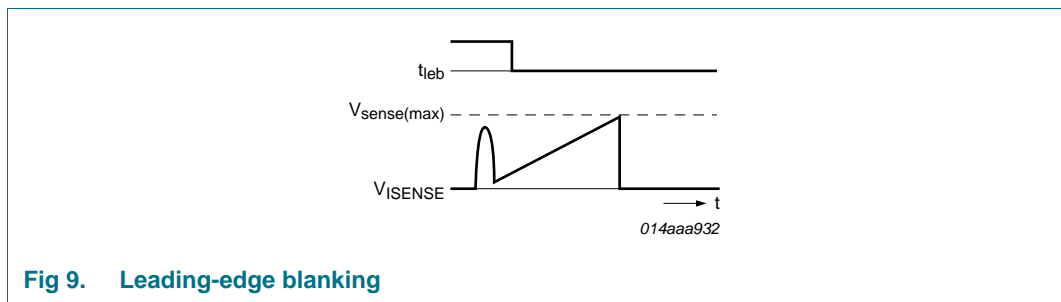 tleb
Vsense(max)
VISENSE
t
014aaa932
Fig 9. Leading-edge blanking